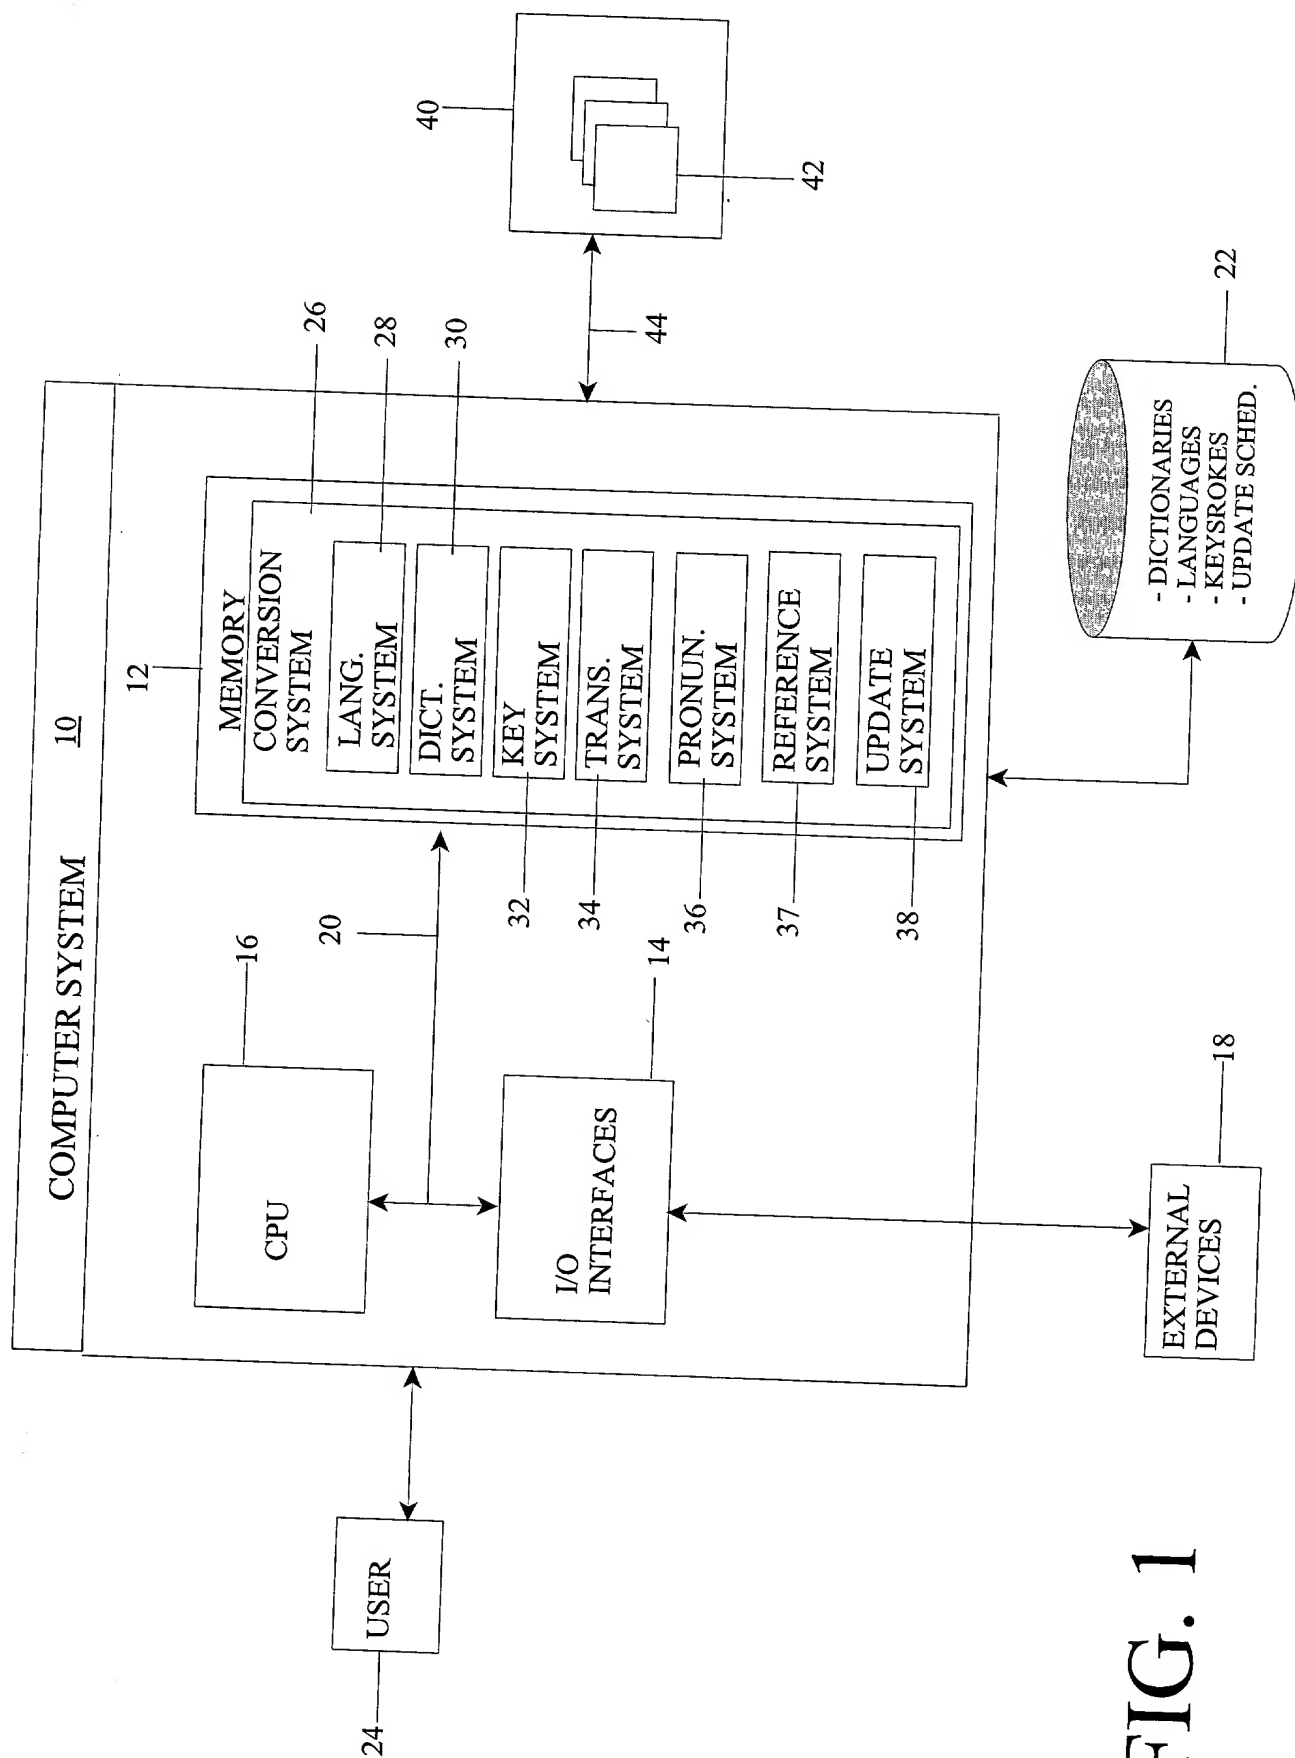 COMPUTER SYSTEM 10
40
42
44
12
MEMORY
CONVERSION
SYSTEM
26
LANG.
SYSTEM
28
DICT.
SYSTEM
30
KEY
SYSTEM
32
TRANS.
SYSTEM
34
PRONUN.
SYSTEM
36
REFERENCE
SYSTEM
37
UPDATE
SYSTEM
38
16
CPU
20
14
I/O
INTERFACES
USER
24
EXTERNAL
DEVICES
18
22
- DICTIONARIES
- LANGUAGES
- KEYSROKES
- UPDATE SCHED.
FIG. 1